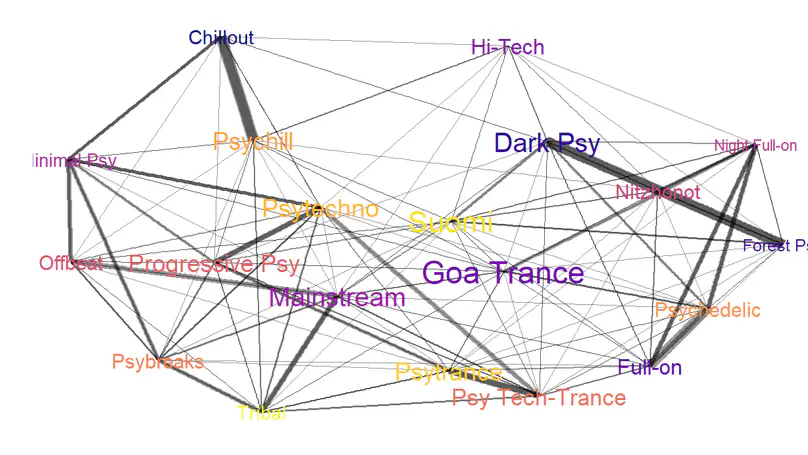 Chillout
Hi-Tech
Psychill
Dark Psy
Night Full-on
inimal Psy
Nitzhonot
Psytechno
Suomi
Forest Ps
Offbeat
Progressive Psy
Goa Trance
Mainstream
Psychedelic
Psybreaks
Psytrance
Full-on
Psy Tech-Trance
Tribal